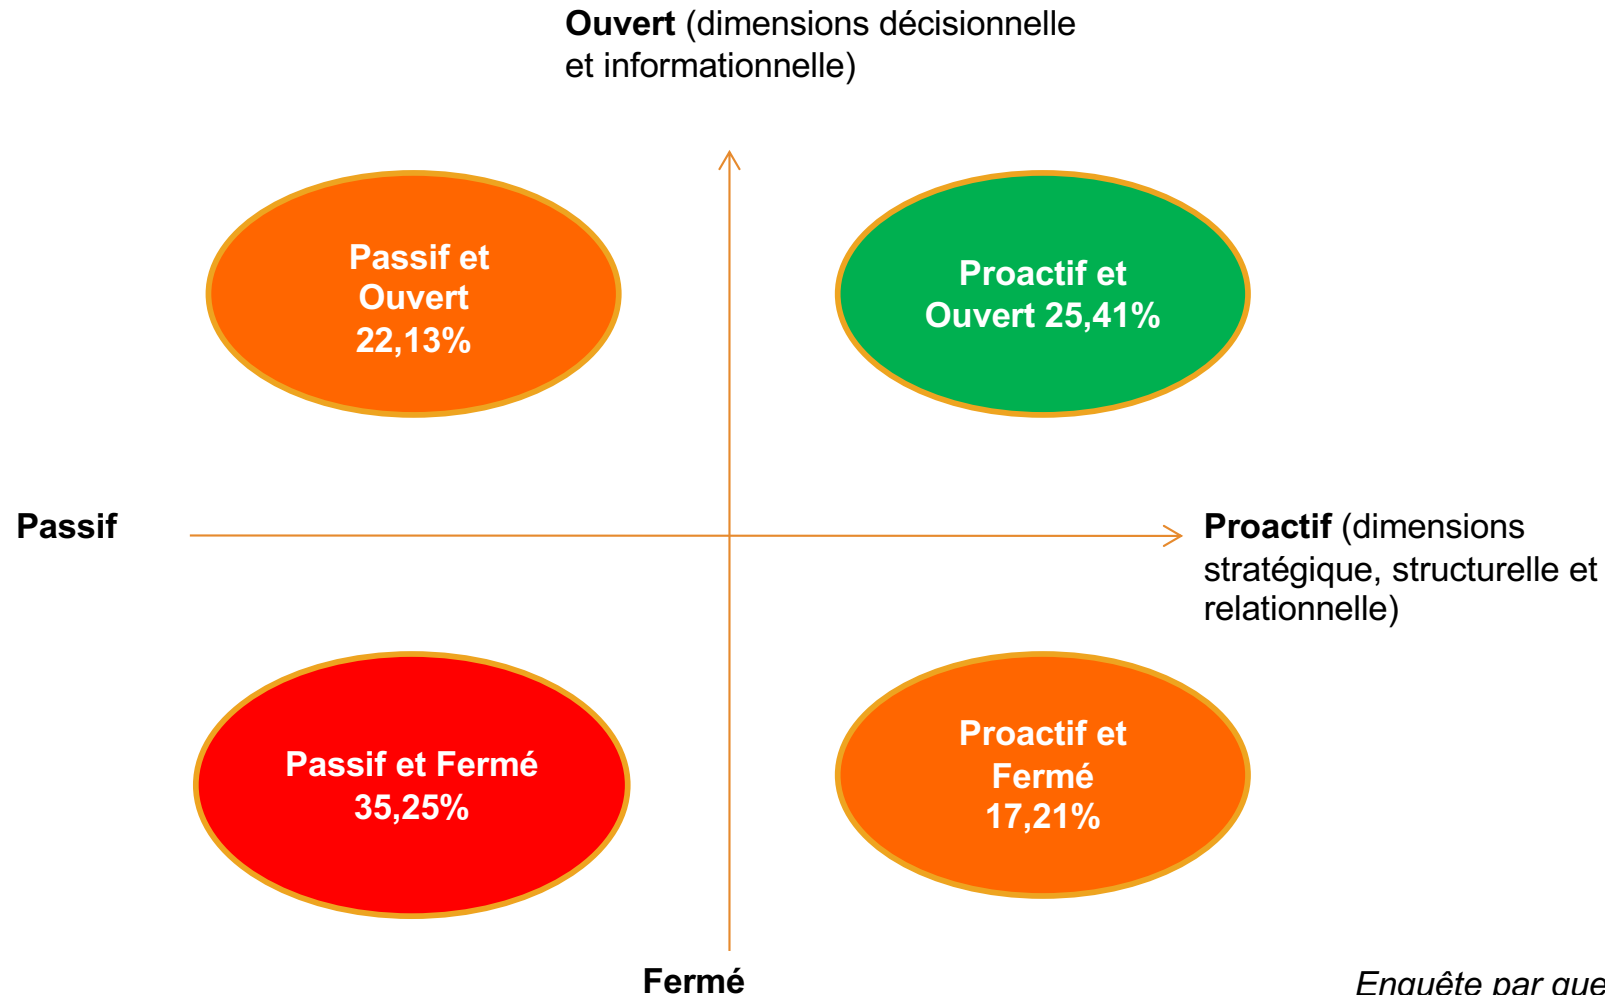 Ouvert (dimensions décisionnelle
et informationnelle)
Passif et
Ouvert
22,13%
Proactif et
Ouvert 25,41%
Passif
Proactif (dimensions
stratégique, structurelle et
relationnelle)
Passif et Fermé
35,25%
Proactif et
Fermé
17,21%
Fermé
Enquête par que